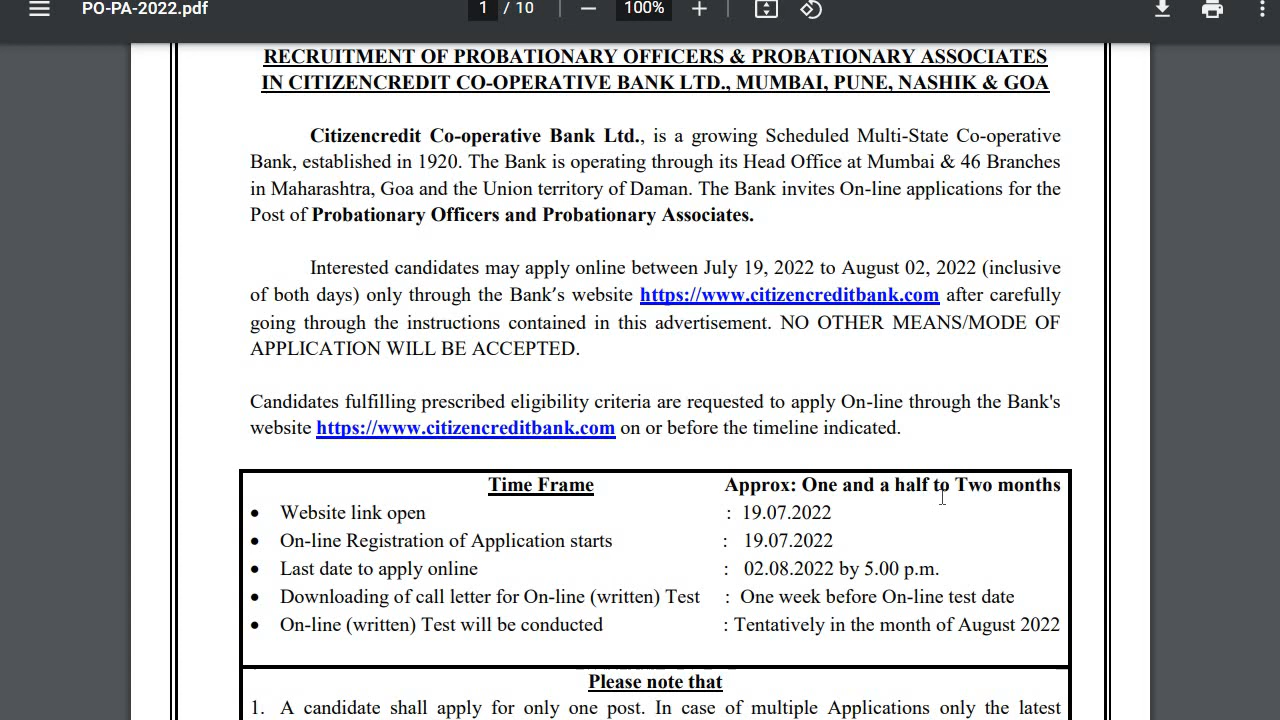 PO-PA-2022.pdf
1 / 10
100%
RECRUITMENT OF PROBATIONARY OFFICERS & PROBATIONARY ASSOCIATES
IN CITIZENCREDIT CO-OPERATIVE BANK LTD., MUMBAI, PUNE, NASHIK & GOA
Citizencredit Co-operative Bank Ltd., is a growing Scheduled Multi-State Co-operative
Bank, established in 1920. The Bank is operating through its Head Office at Mumbai & 46 Branches
in Maharashtra, Goa and the Union territory of Daman. The Bank invites On-line applications for the
Post of Probationary Officers and Probationary Associates.
Interested candidates may apply online between July 19, 2022 to August 02, 2022 (inclusive
of both days) only through the Bank's website https://www.citizencreditbank.com after carefully
going through the instructions contained in this advertisement. NO OTHER MEANS/MODE OF
APPLICATION WILL BE ACCEPTED.
Candidates fulfilling prescribed eligibility criteria are requested to apply On-line through the Bank's
website https://www.citizencreditbank.com on or before the timeline indicated.
Time Frame Approx: One and a half to Two months
• Website link open : 19.07.2022
• On-line Registration of Application starts : 19.07.2022
• Last date to apply online : 02.08.2022 by 5.00 p.m.
• Downloading of call letter for On-line (written) Test : One week before On-line test date
• On-line (written) Test will be conducted : Tentatively in the month of August 2022
Please note that
1. A candidate shall apply for only one post. In case of multiple Applications only the latest